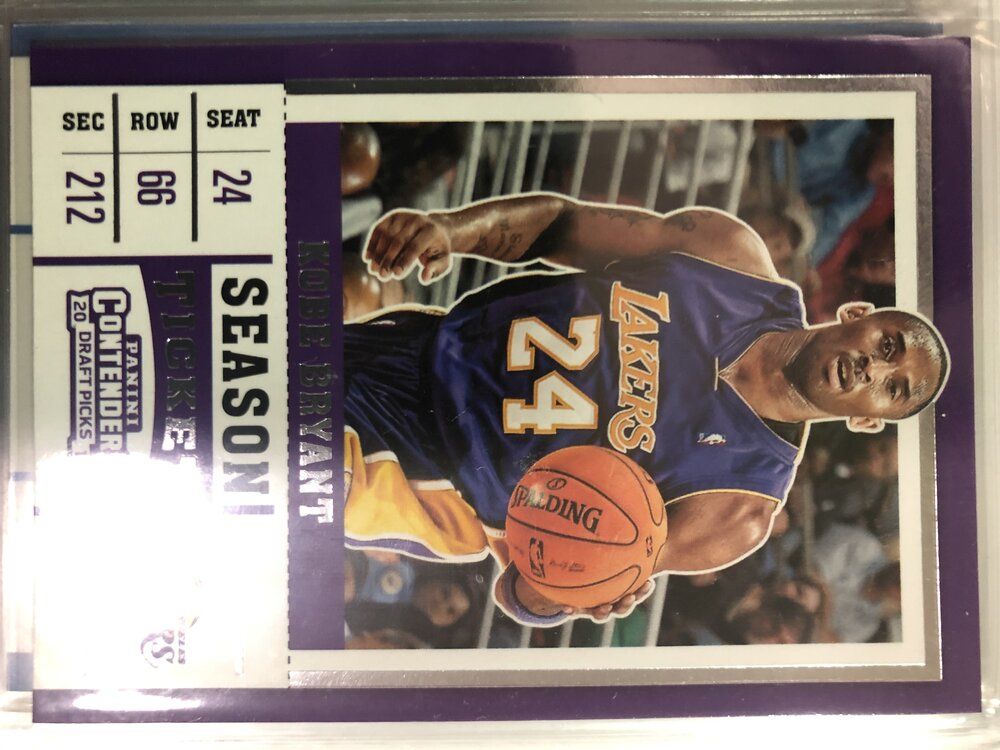 LAKERS
24
SPALDING
KOBE BRYANT
SEASON
TICKET
PANINI
CONTENDERS
20 DRAFT PICKS
SEAT 24
ROW 66
SEC 212